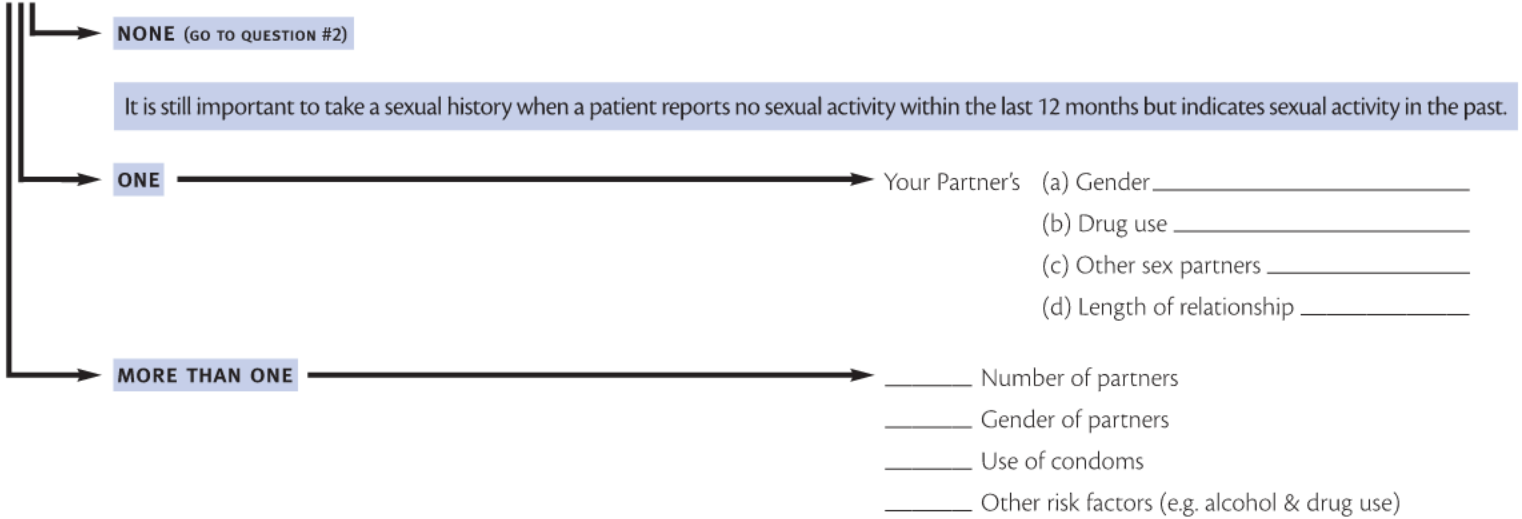 NONE (GO TO QUESTION #2)
It is still important to take a sexual history when a patient reports no sexual activity within the last 12 months but indicates sexual activity in the past.
ONE
Your Partner's (a) Gender
(b) Drug use
(c) Other sex partners
(d) Length of relationship
MORE THAN ONE
Number of partners
Gender of partners
Use of condoms
Other risk factors (e.g. alcohol & drug use)